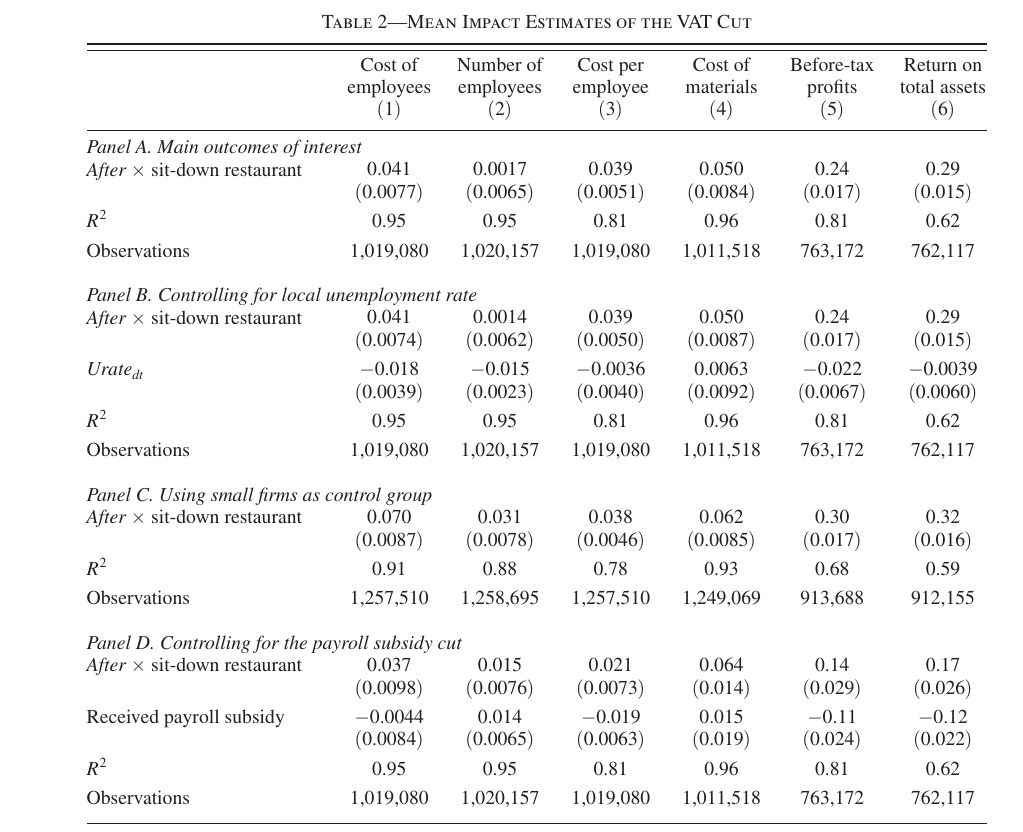 TABLE 2—MEAN IMPACT ESTIMATES OF THE VAT CUT
Cost of employees (1) Number of employees (2) Cost per employee (3) Cost of materials (4) Before-tax profits (5) Return on total assets (6)
Panel A. Main outcomes of interest
After × sit-down restaurant 0.041 0.0017 0.039 0.050 0.24 0.29
(0.0077) (0.0065) (0.0051) (0.0084) (0.017) (0.015)
R² 0.95 0.95 0.81 0.96 0.81 0.62
Observations 1,019,080 1,020,157 1,019,080 1,011,518 763,172 762,117
Panel B. Controlling for local unemployment rate
After × sit-down restaurant 0.041 0.0014 0.039 0.050 0.24 0.29
(0.0074) (0.0062) (0.0050) (0.0087) (0.017) (0.015)
Urate_dt −0.018 −0.015 −0.0036 0.0063 −0.022 −0.0039
(0.0039) (0.0023) (0.0040) (0.0092) (0.0067) (0.0060)
R² 0.95 0.95 0.81 0.96 0.81 0.62
Observations 1,019,080 1,020,157 1,019,080 1,011,518 763,172 762,117
Panel C. Using small firms as control group
After × sit-down restaurant 0.070 0.031 0.038 0.062 0.30 0.32
(0.0087) (0.0078) (0.0046) (0.0085) (0.017) (0.016)
R² 0.91 0.88 0.78 0.93 0.68 0.59
Observations 1,257,510 1,258,695 1,257,510 1,249,069 913,688 912,155
Panel D. Controlling for the payroll subsidy cut
After × sit-down restaurant 0.037 0.015 0.021 0.064 0.14 0.17
(0.0098) (0.0076) (0.0073) (0.014) (0.029) (0.026)
Received payroll subsidy −0.0044 0.014 −0.019 0.015 −0.11 −0.12
(0.0084) (0.0065) (0.0063) (0.019) (0.024) (0.022)
R² 0.95 0.95 0.81 0.96 0.81 0.62
Observations 1,019,080 1,020,157 1,019,080 1,011,518 763,172 762,117